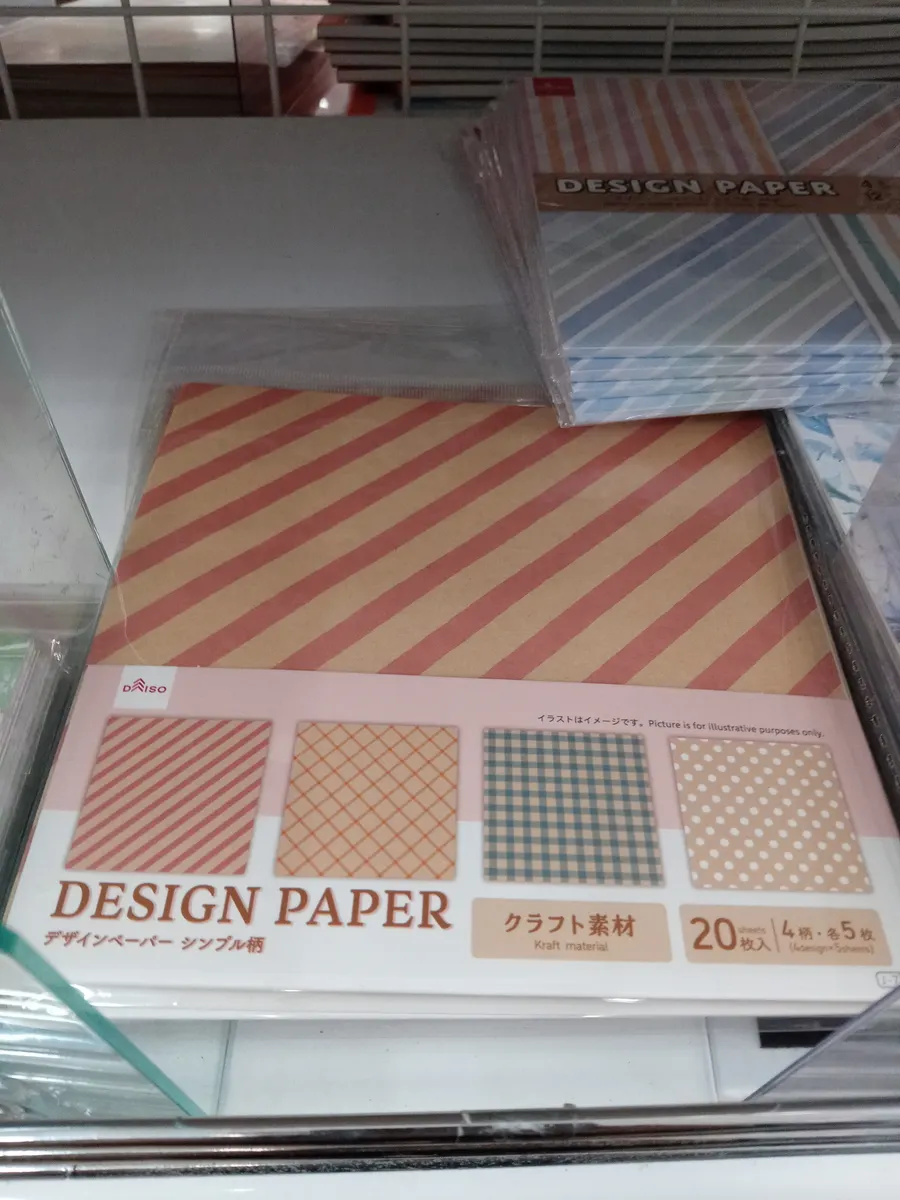 DESIGN PAPER
DAISO
イラストはイメージです。Picture is for illustrative purposes only.
DESIGN PAPER
デザインペーパー シンプル柄
クラフト素材
Kraft material
20 sheets 枚入 4柄・各5枚
(4design×5sheets)